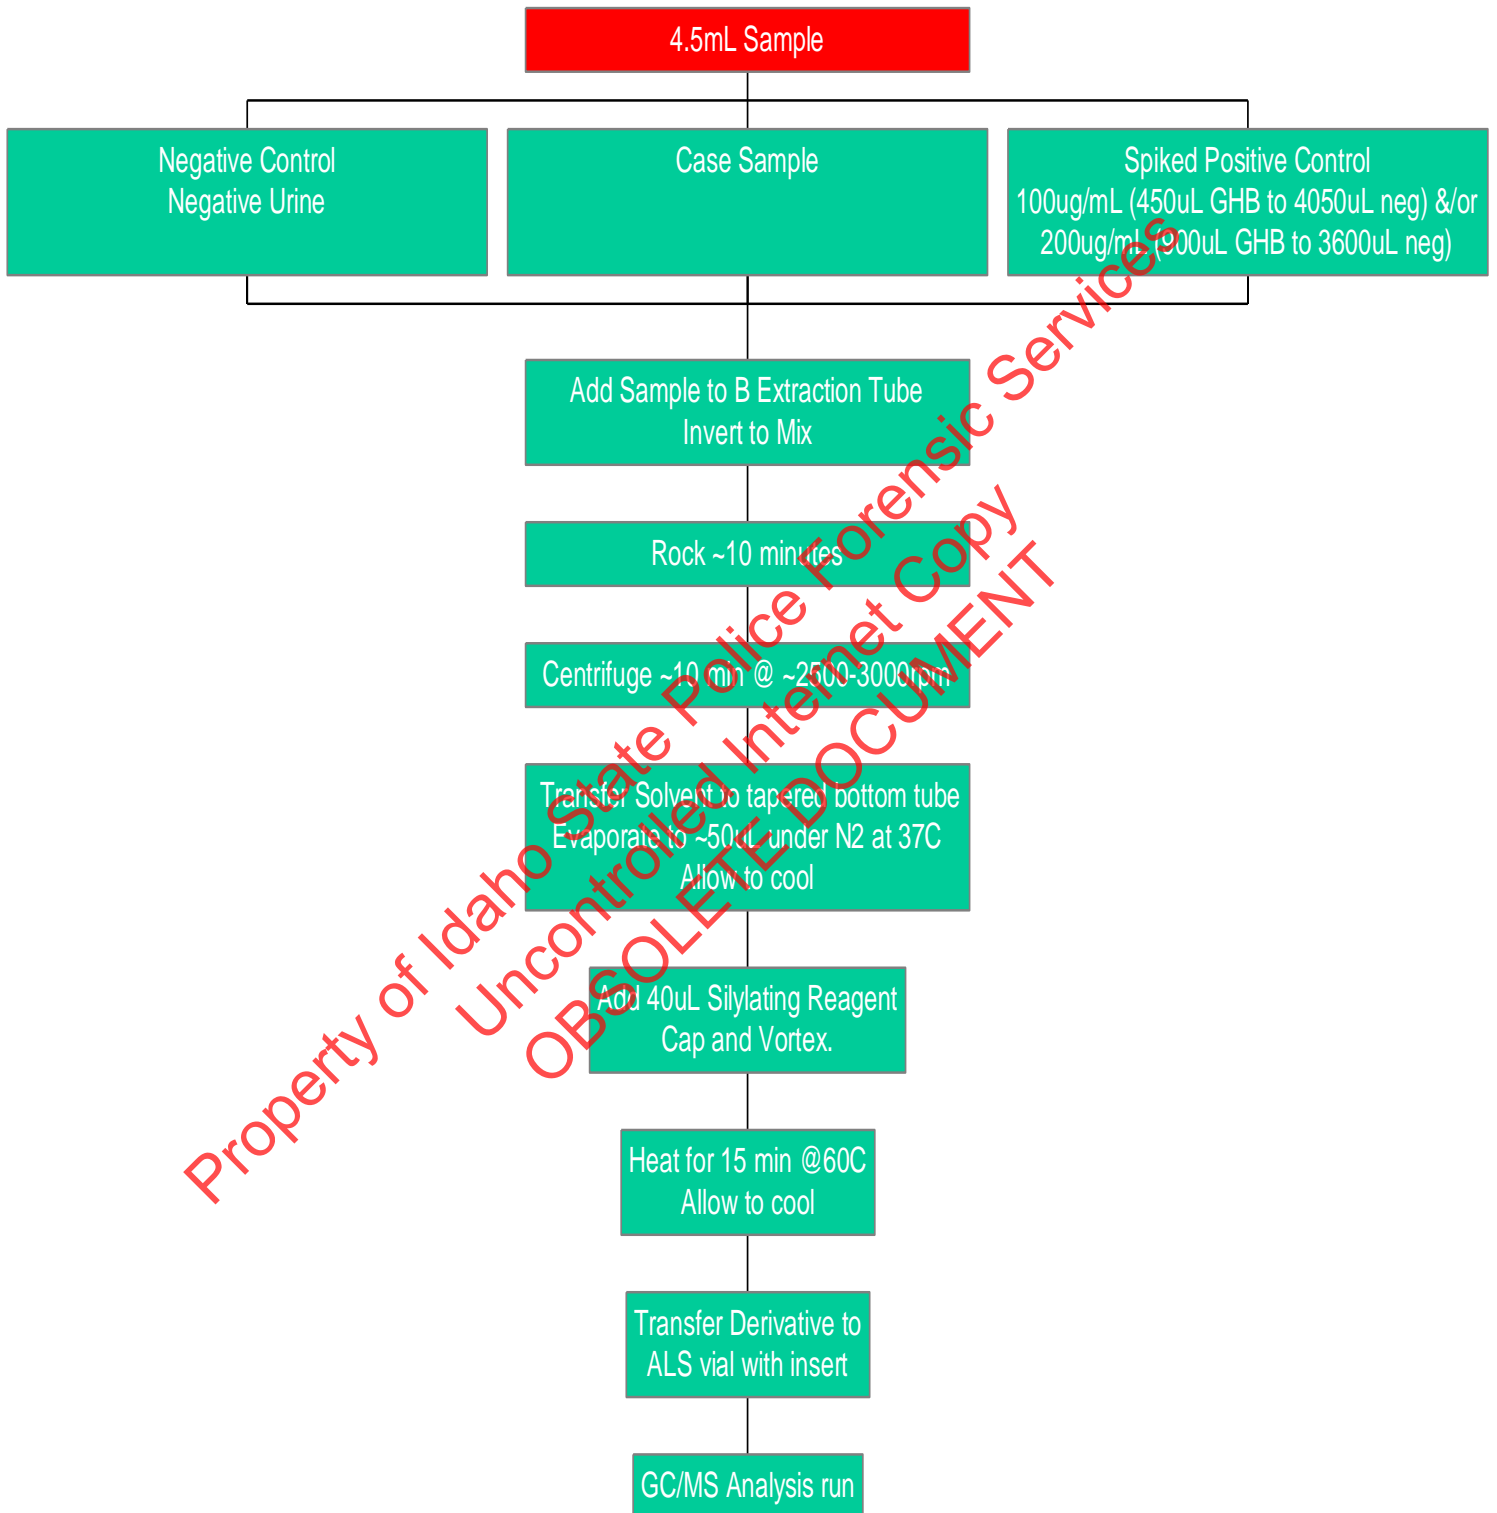 4.5mL Sample
Negative Control
Negative Urine
Case Sample
Spiked Positive Control
100ug/mL (450uL GHB to 4050uL neg) &/or
200ug/mL (900uL GHB to 3600uL neg)
Add Sample to B Extraction Tube
Invert to Mix
Rock ~10 minutes
Centrifuge ~10 min @ ~2500-3000rpm
Transfer Solvent to tapered bottom tube
Evaporate to ~50uL under N2 at 37C
Allow to cool
Add 40uL Silylating Reagent
Cap and Vortex.
Heat for 15 min @60C
Allow to cool
Transfer Derivative to
ALS vial with insert
GC/MS Analysis run
Property of Idaho State Police Forensic Services
Uncontrolled Internet Copy
OBSOLETE DOCUMENT